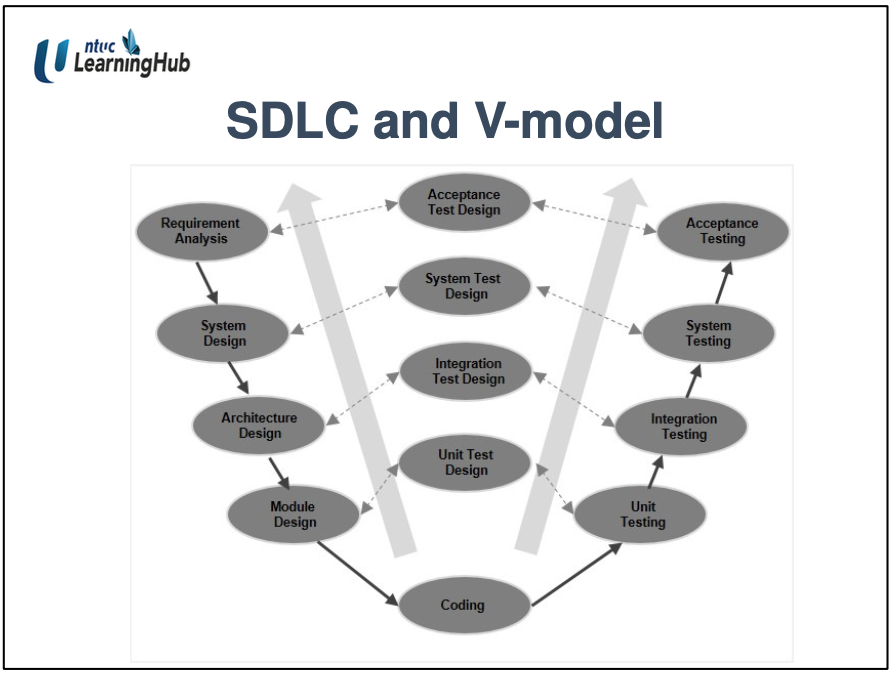 ntuc
LearningHub
SDLC and V-model
Requirement
Analysis
Acceptance
Test Design
Acceptance
Testing
System
Design
System Test
Design
System
Testing
Architecture
Design
Integration
Test Design
Integration
Testing
Module
Design
Unit Test
Design
Unit
Testing
Coding